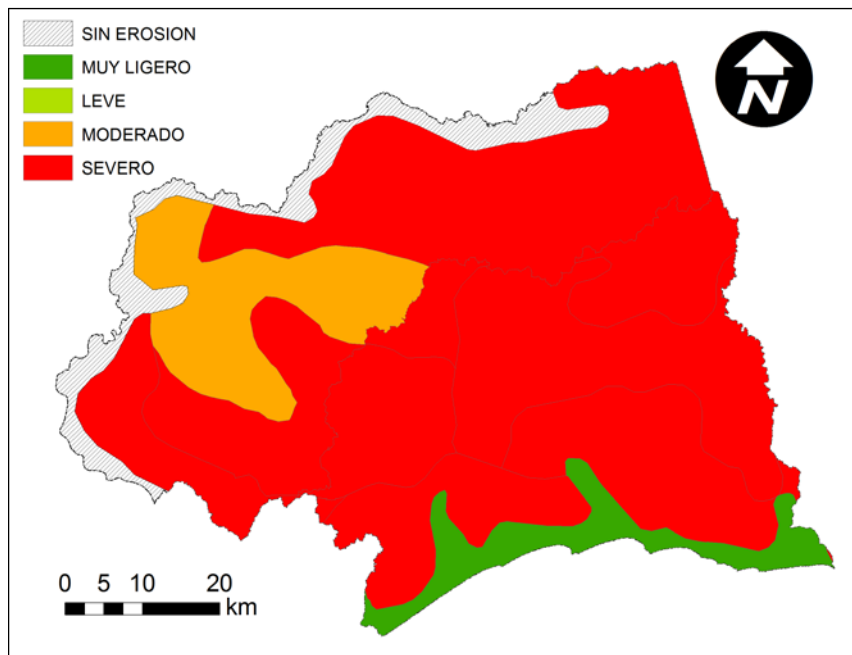 SIN EROSION
MUY LIGERO
LEVE
MODERADO
SEVERO
N
0 5 10 20
km